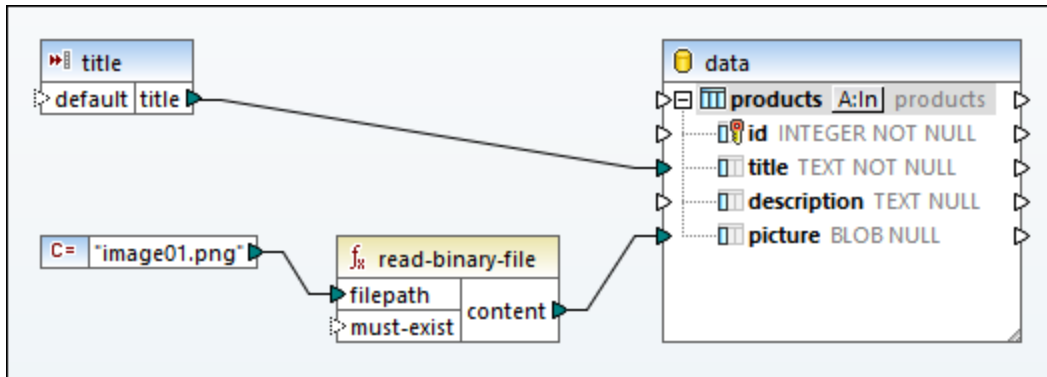 title
default title
C= "image01.png"
fx read-binary-file
filepath
content
must-exist
data
products A:In products
id INTEGER NOT NULL
title TEXT NOT NULL
description TEXT NULL
picture BLOB NULL